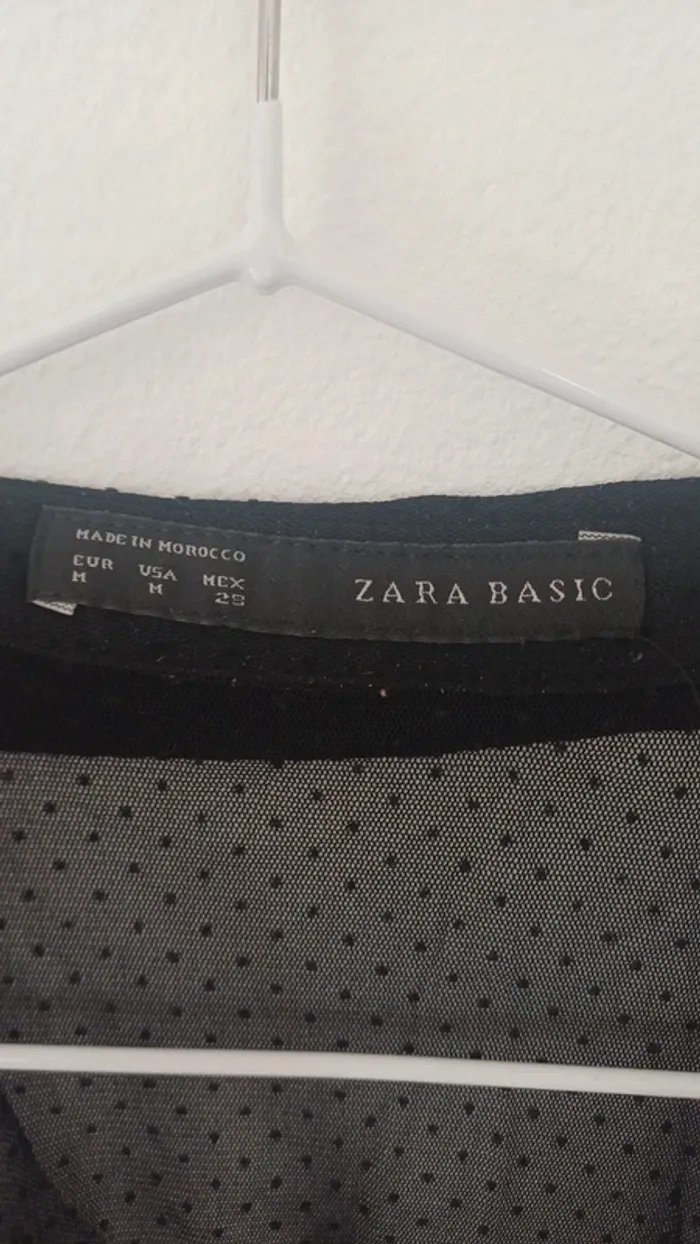 MADE IN MOROCCO
EUR USA MEX
M M 28
ZARA BASIC